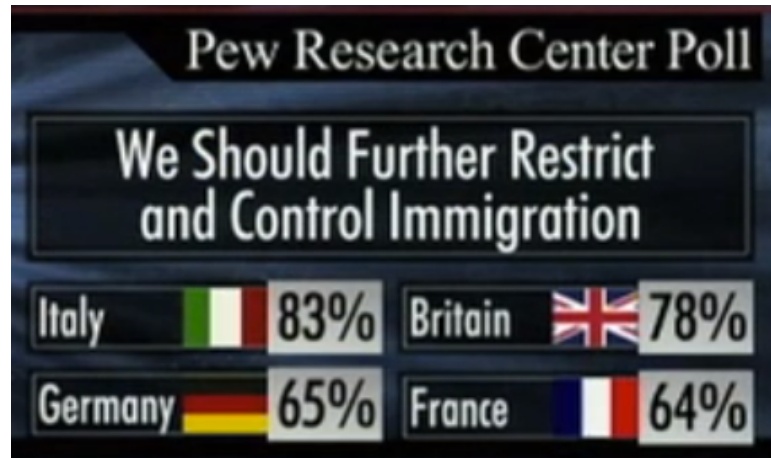 Pew Research Center Poll
We Should Further Restrict
and Control Immigration
Italy 83% Britain 78%
Germany 65% France 64%